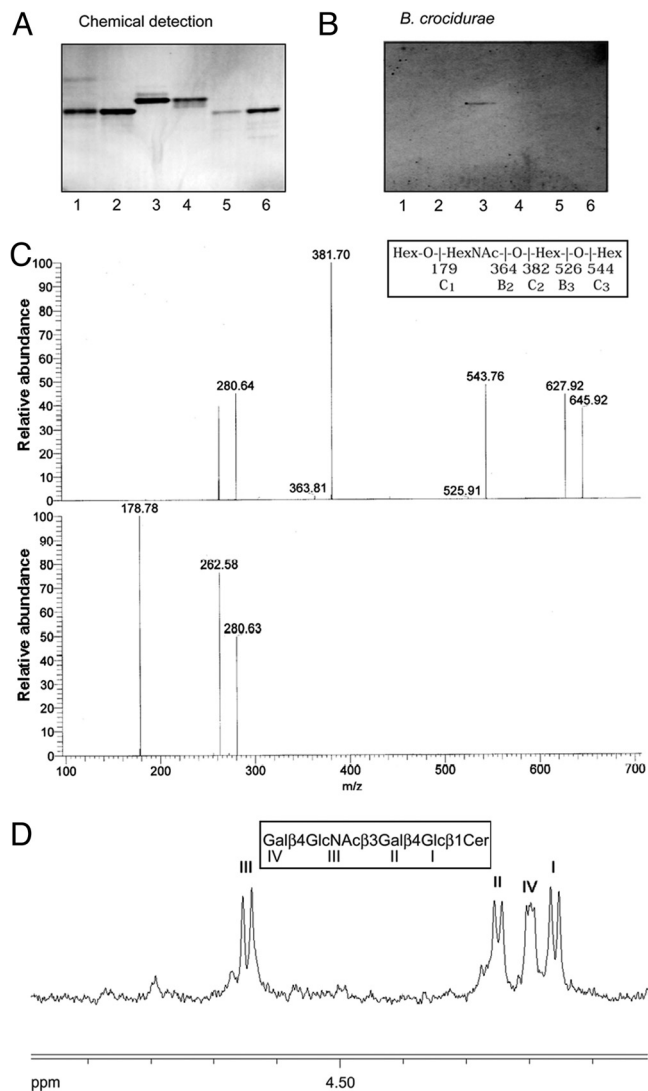 A
Chemical detection
1 2 3 4 5 6
B
B. crocidurae
1 2 3 4 5 6
C
Hex-O-|-HexNAc-|-O-|-Hex-|-O-|-Hex
179 364 382 526 544
C1 B2 C2 B3 C3
Relative abundance
100
90
80
70
60
50
40
30
20
10
0
280.64
363.81
381.70
525.91
543.76
627.92
645.92
Relative abundance
100
90
80
70
60
50
40
30
20
10
0
178.78
262.58
280.63
100 200 300 400 500 600 700
m/z
D
Galβ4GlcNAcβ3Galβ4Glcβ1Cer
IV III II I
III II IV I
ppm 4.50